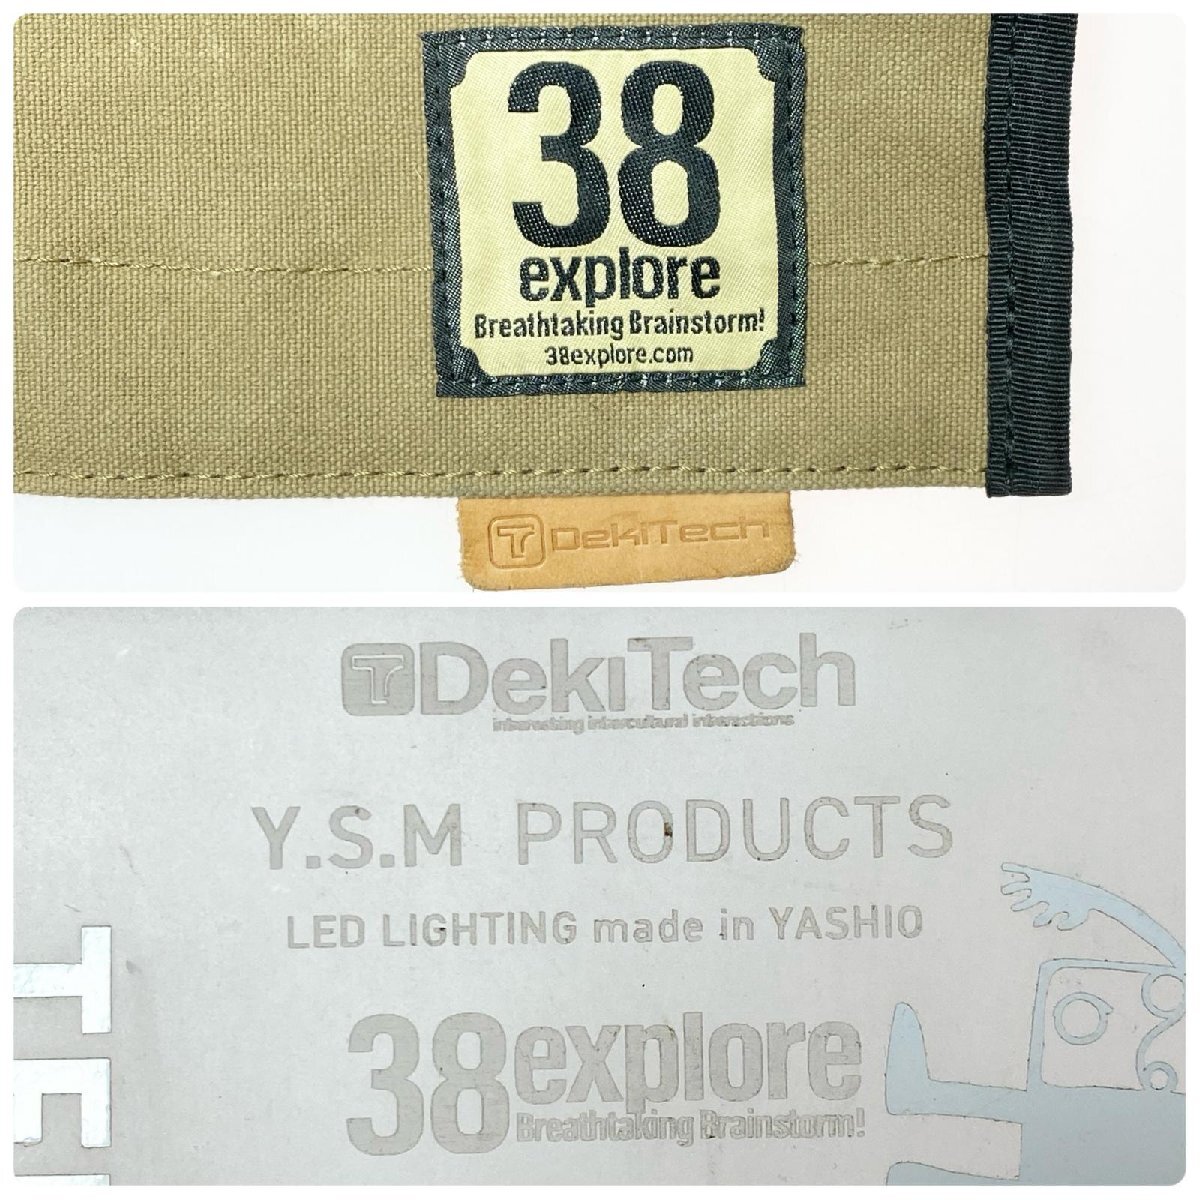 38
explore
Breathtaking Brainstorm!
38explore.com
T DekiTech
T DekiTech
interesting intercultural interactions
Y.S.M PRODUCTS
LED LIGHTING made in YASHIO
38explore
Breathtaking Brainstorm!